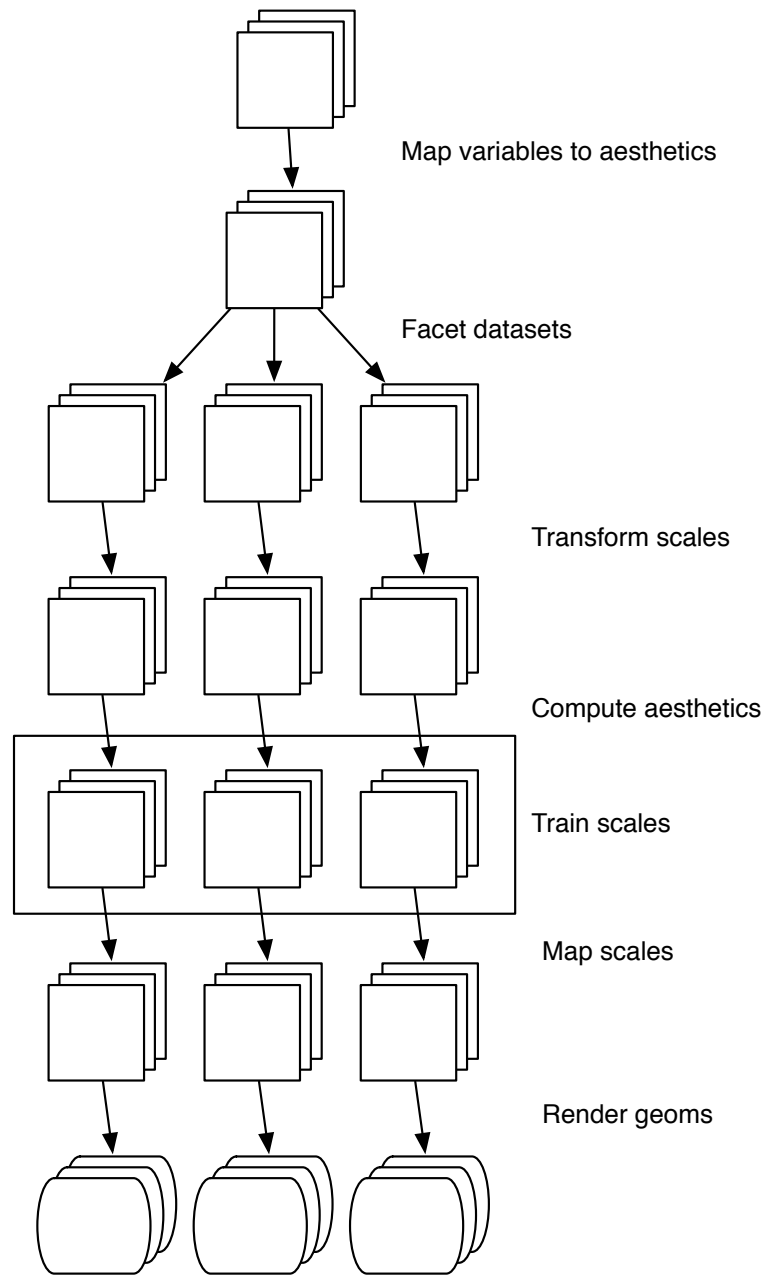 Map variables to aesthetics
Facet datasets
Transform scales
Compute aesthetics
Train scales
Map scales
Render geoms